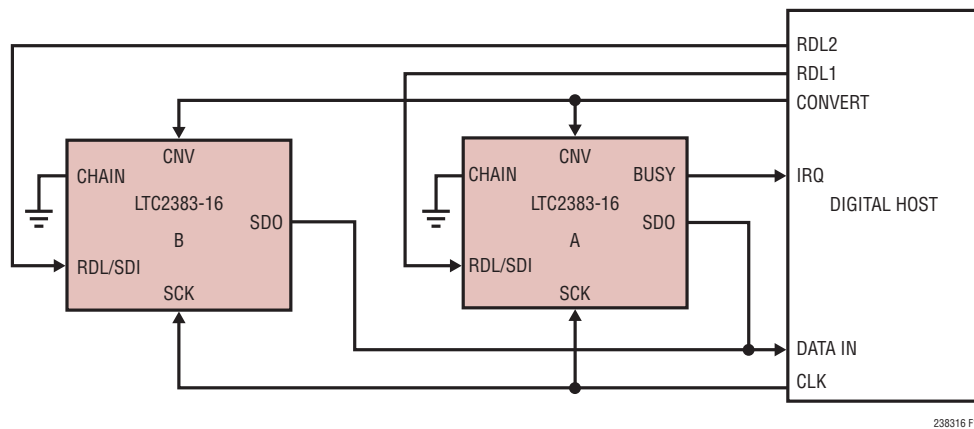 RDL2
RDL1
CONVERT
IRQ
DIGITAL HOST
DATA IN
CLK
CNV
CHAIN
LTC2383-16
B
SDO
RDL/SDI
SCK
CNV
CHAIN
BUSY
LTC2383-16
SDO
A
RDL/SDI
SCK
238316 F